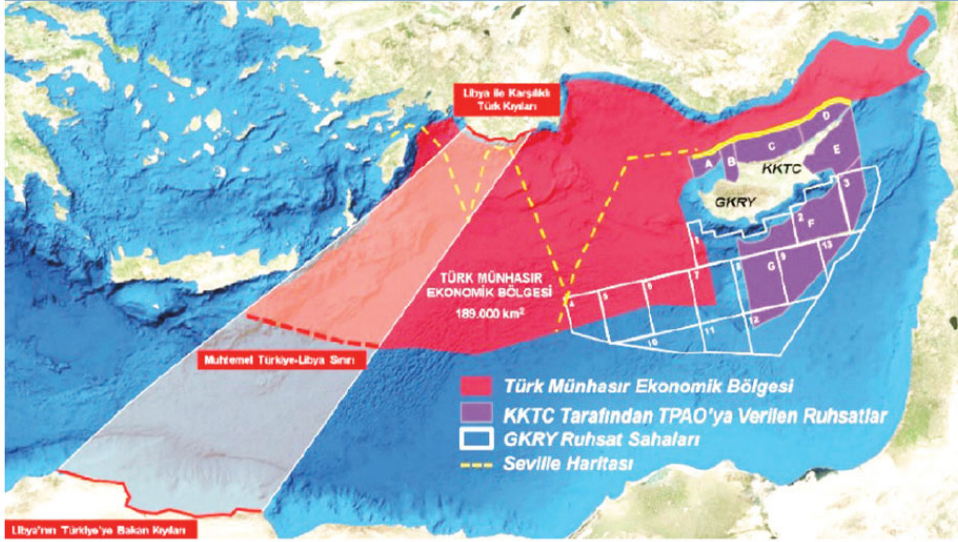 Libya ile Karşılıklı
Türk Kıyıları
A
B
C
D
E
KKTC
GKRY
3
2
F
1
13
9
G
8
7
6
5
4
12
11
10
TÜRK MÜNHASIR
EKONOMİK BÖLGESİ
189.000 km²
Muhtemel Türkiye-Libya Sınırı
Türk Münhasır Ekonomik Bölgesi
KKTC Tarafından TPAO'ya Verilen Ruhsatlar
GKRY Ruhsat Sahaları
Seville Haritası
Libya'nın Türkiye'ye Bakan Kıyıları